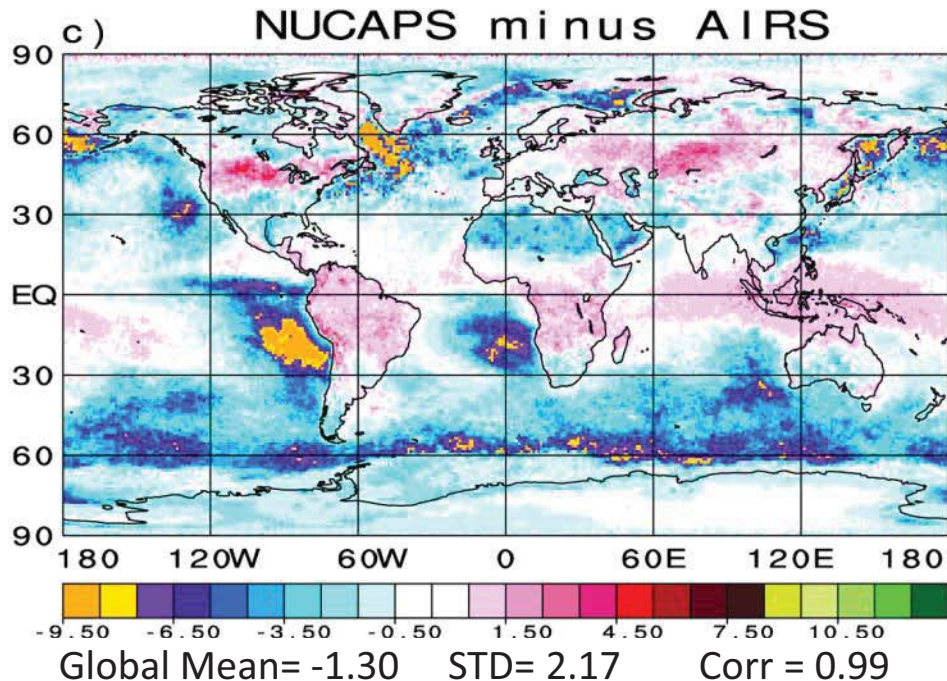 c) NUCAPS minus AIRS
90
60
30
EQ
30
60
90
180 120W 60W 0 60E 120E 180
-9.50 -6.50 -3.50 -0.50 1.50 4.50 7.50 10.50
Global Mean= -1.30 STD= 2.17 Corr = 0.99